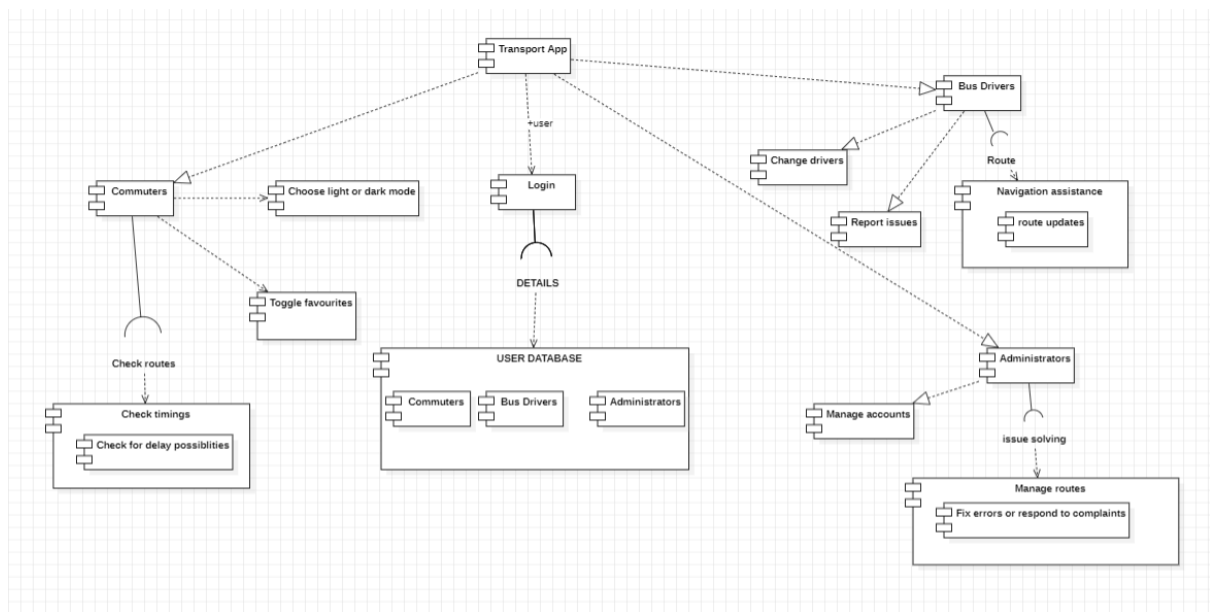 Transport App
Bus Drivers
+user
Change drivers
Route
Commuters
Choose light or dark mode
Login
Navigation assistance
Report issues
route updates
DETAILS
Toggle favourites
Check routes
USER DATABASE
Administrators
Commuters
Bus Drivers
Administrators
Check timings
Manage accounts
Check for delay possiblities
issue solving
Manage routes
Fix errors or respond to complaints